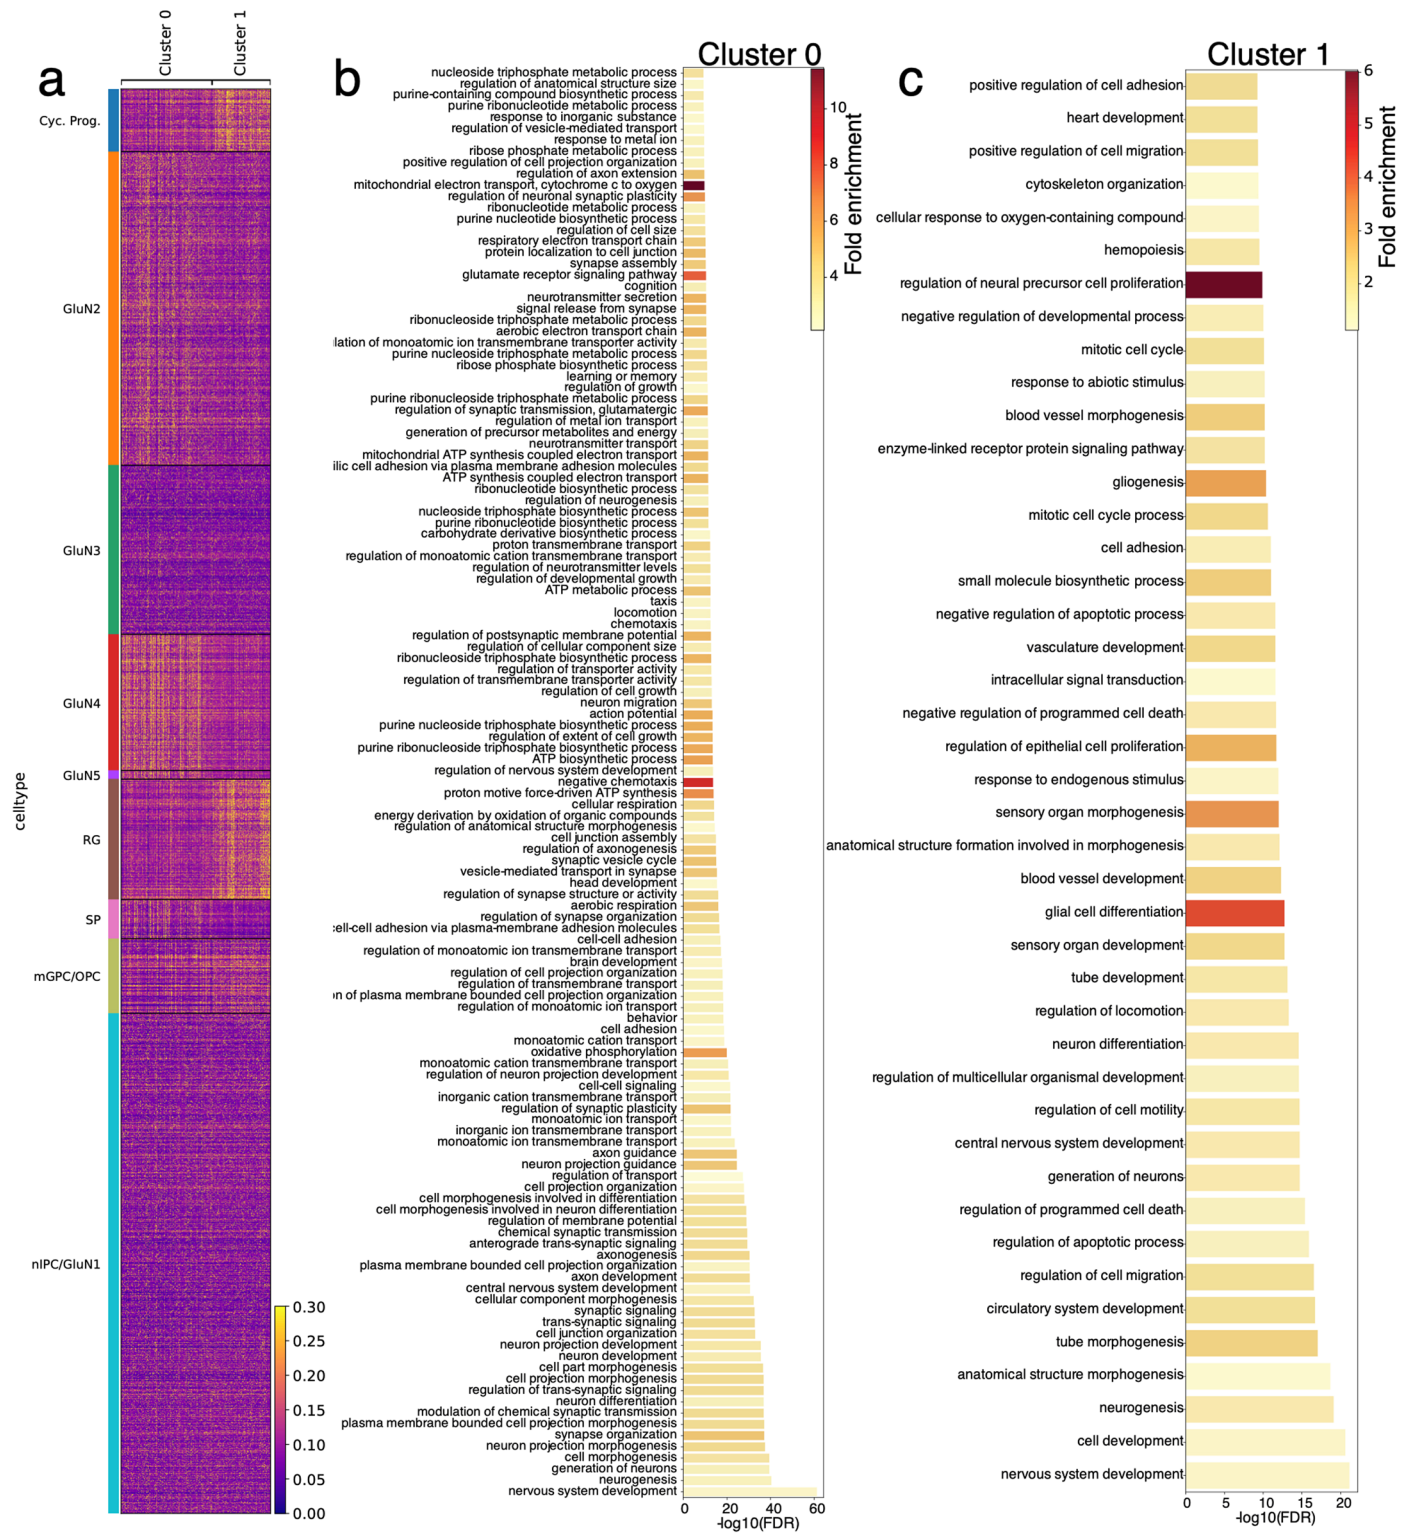 a
Cluster 0
Cluster 1
celltype
Cyc. Prog.
GluN2
GluN3
GluN4
GluN5
RG
SP
mGPC/OPC
nIPC/GluN1
0.30
0.25
0.20
0.15
0.10
0.05
0.00
b
Cluster 0
nucleoside triphosphate metabolic process
regulation of anatomical structure size
purine-containing compound biosynthetic process
purine ribonucleotide metabolic process
response to inorganic substance
regulation of vesicle-mediated transport
response to metal ion
ribose phosphate metabolic process
positive regulation of cell projection organization
regulation of axon extension
mitochondrial electron transport, cytochrome c to oxygen
regulation of neuronal synaptic plasticity
ribonucleotide metabolic process
purine nucleotide biosynthetic process
regulation of cell size
respiratory electron transport chain
protein localization to cell junction
synapse assembly
glutamate receptor signaling pathway
cognition
neurotransmitter secretion
signal release from synapse
ribonucleoside triphosphate metabolic process
aerobic electron transport chain
lation of monoatomic ion transmembrane transporter activity
purine nucleoside triphosphate metabolic process
ribose phosphate biosynthetic process
learning or memory
regulation of growth
purine ribonucleoside triphosphate metabolic process
regulation of synaptic transmission, glutamatergic
regulation of metal ion transport
generation of precursor metabolites and energy
neurotransmitter transport
mitochondrial ATP synthesis coupled electron transport
ilic cell adhesion via plasma membrane adhesion molecules
ATP synthesis coupled electron transport
ribonucleotide biosynthetic process
regulation of neurogenesis
nucleoside triphosphate biosynthetic process
purine ribonucleotide biosynthetic process
carbohydrate derivative biosynthetic process
proton transmembrane transport
regulation of monoatomic cation transmembrane transport
regulation of neurotransmitter levels
regulation of developmental growth
ATP metabolic process
taxis
locomotion
chemotaxis
regulation of postsynaptic membrane potential
regulation of cellular component size
ribonucleoside triphosphate biosynthetic process
regulation of transporter activity
regulation of transmembrane transporter activity
regulation of cell growth
neuron migration
action potential
purine nucleoside triphosphate biosynthetic process
regulation of extent of cell growth
purine ribonucleoside triphosphate biosynthetic process
ATP biosynthetic process
regulation of nervous system development
negative chemotaxis
proton motive force-driven ATP synthesis
cellular respiration
energy derivation by oxidation of organic compounds
regulation of anatomical structure morphogenesis
cell junction assembly
regulation of axonogenesis
synaptic vesicle cycle
vesicle-mediated transport in synapse
head development
regulation of synapse structure or activity
aerobic respiration
regulation of synapse organization
cell-cell adhesion via plasma-membrane adhesion molecules
cell-cell adhesion
regulation of monoatomic ion transmembrane transport
brain development
regulation of cell projection organization
regulation of transmembrane transport
on of plasma membrane bounded cell projection organization
regulation of monoatomic ion transport
behavior
cell adhesion
monoatomic cation transport
oxidative phosphorylation
monoatomic cation transmembrane transport
regulation of neuron projection development
cell-cell signaling
inorganic cation transmembrane transport
regulation of synaptic plasticity
monoatomic ion transport
inorganic ion transmembrane transport
monoatomic ion transmembrane transport
axon guidance
neuron projection guidance
regulation of transport
cell projection organization
cell morphogenesis involved in differentiation
cell morphogenesis involved in neuron differentiation
regulation of membrane potential
chemical synaptic transmission
anterograde trans-synaptic signaling
axonogenesis
plasma membrane bounded cell projection organization
axon development
central nervous system development
cellular component morphogenesis
synaptic signaling
trans-synaptic signaling
cell junction organization
neuron projection development
neuron development
cell part morphogenesis
cell projection morphogenesis
regulation of trans-synaptic signaling
neuron differentiation
modulation of chemical synaptic transmission
plasma membrane bounded cell projection morphogenesis
synapse organization
neuron projection morphogenesis
cell morphogenesis
generation of neurons
neurogenesis
nervous system development
0 20 40 60
-log10(FDR)
10
8
6
4
Fold enrichment
c
Cluster 1
positive regulation of cell adhesion
heart development
positive regulation of cell migration
cytoskeleton organization
cellular response to oxygen-containing compound
hemopoiesis
regulation of neural precursor cell proliferation
negative regulation of developmental process
mitotic cell cycle
response to abiotic stimulus
blood vessel morphogenesis
enzyme-linked receptor protein signaling pathway
gliogenesis
mitotic cell cycle process
cell adhesion
small molecule biosynthetic process
negative regulation of apoptotic process
vasculature development
intracellular signal transduction
negative regulation of programmed cell death
regulation of epithelial cell proliferation
response to endogenous stimulus
sensory organ morphogenesis
anatomical structure formation involved in morphogenesis
blood vessel development
glial cell differentiation
sensory organ development
tube development
regulation of locomotion
neuron differentiation
regulation of multicellular organismal development
regulation of cell motility
central nervous system development
generation of neurons
regulation of programmed cell death
regulation of apoptotic process
regulation of cell migration
circulatory system development
tube morphogenesis
anatomical structure morphogenesis
neurogenesis
cell development
nervous system development
0 5 10 15 20
-log10(FDR)
6
5
4
3
2
Fold enrichment